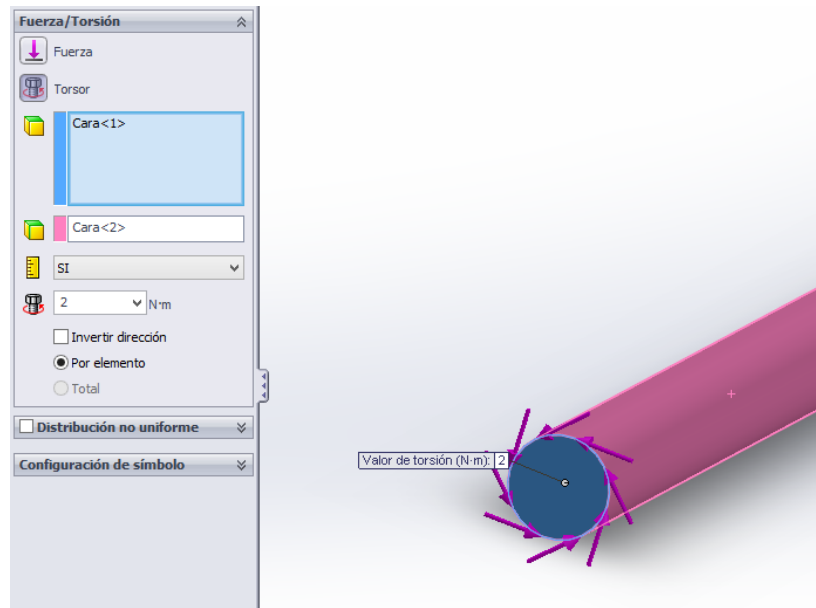 Fuerza/Torsión
Fuerza
Torsor
Cara<1>
Cara<2>
SI
2 N·m
Invertir dirección
Por elemento
Total
Distribución no uniforme
Configuración de símbolo
Valor de torsión (N·m): 2